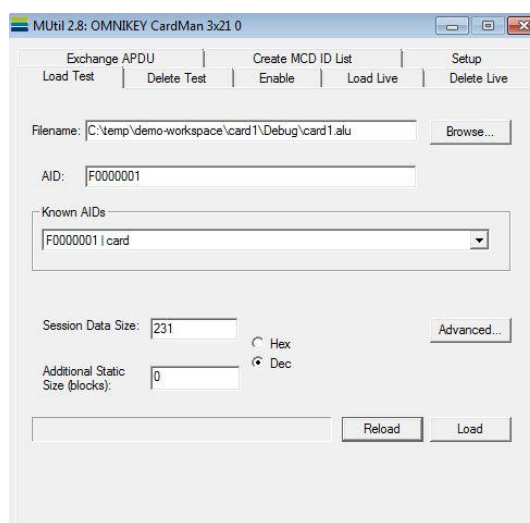 MUtil 2.8: OMNIKEY CardMan 3x21 0
Exchange APDU Create MCD ID List Setup
Load Test Delete Test Enable Load Live Delete Live
Filename: C:\temp\demo-workspace\card1\Debug\card1.alu Browse...
AID: F0000001
Known AIDs
F0000001 | card
Session Data Size: 231 Hex Advanced...
Dec
Additional Static
Size (blocks): 0
Reload Load